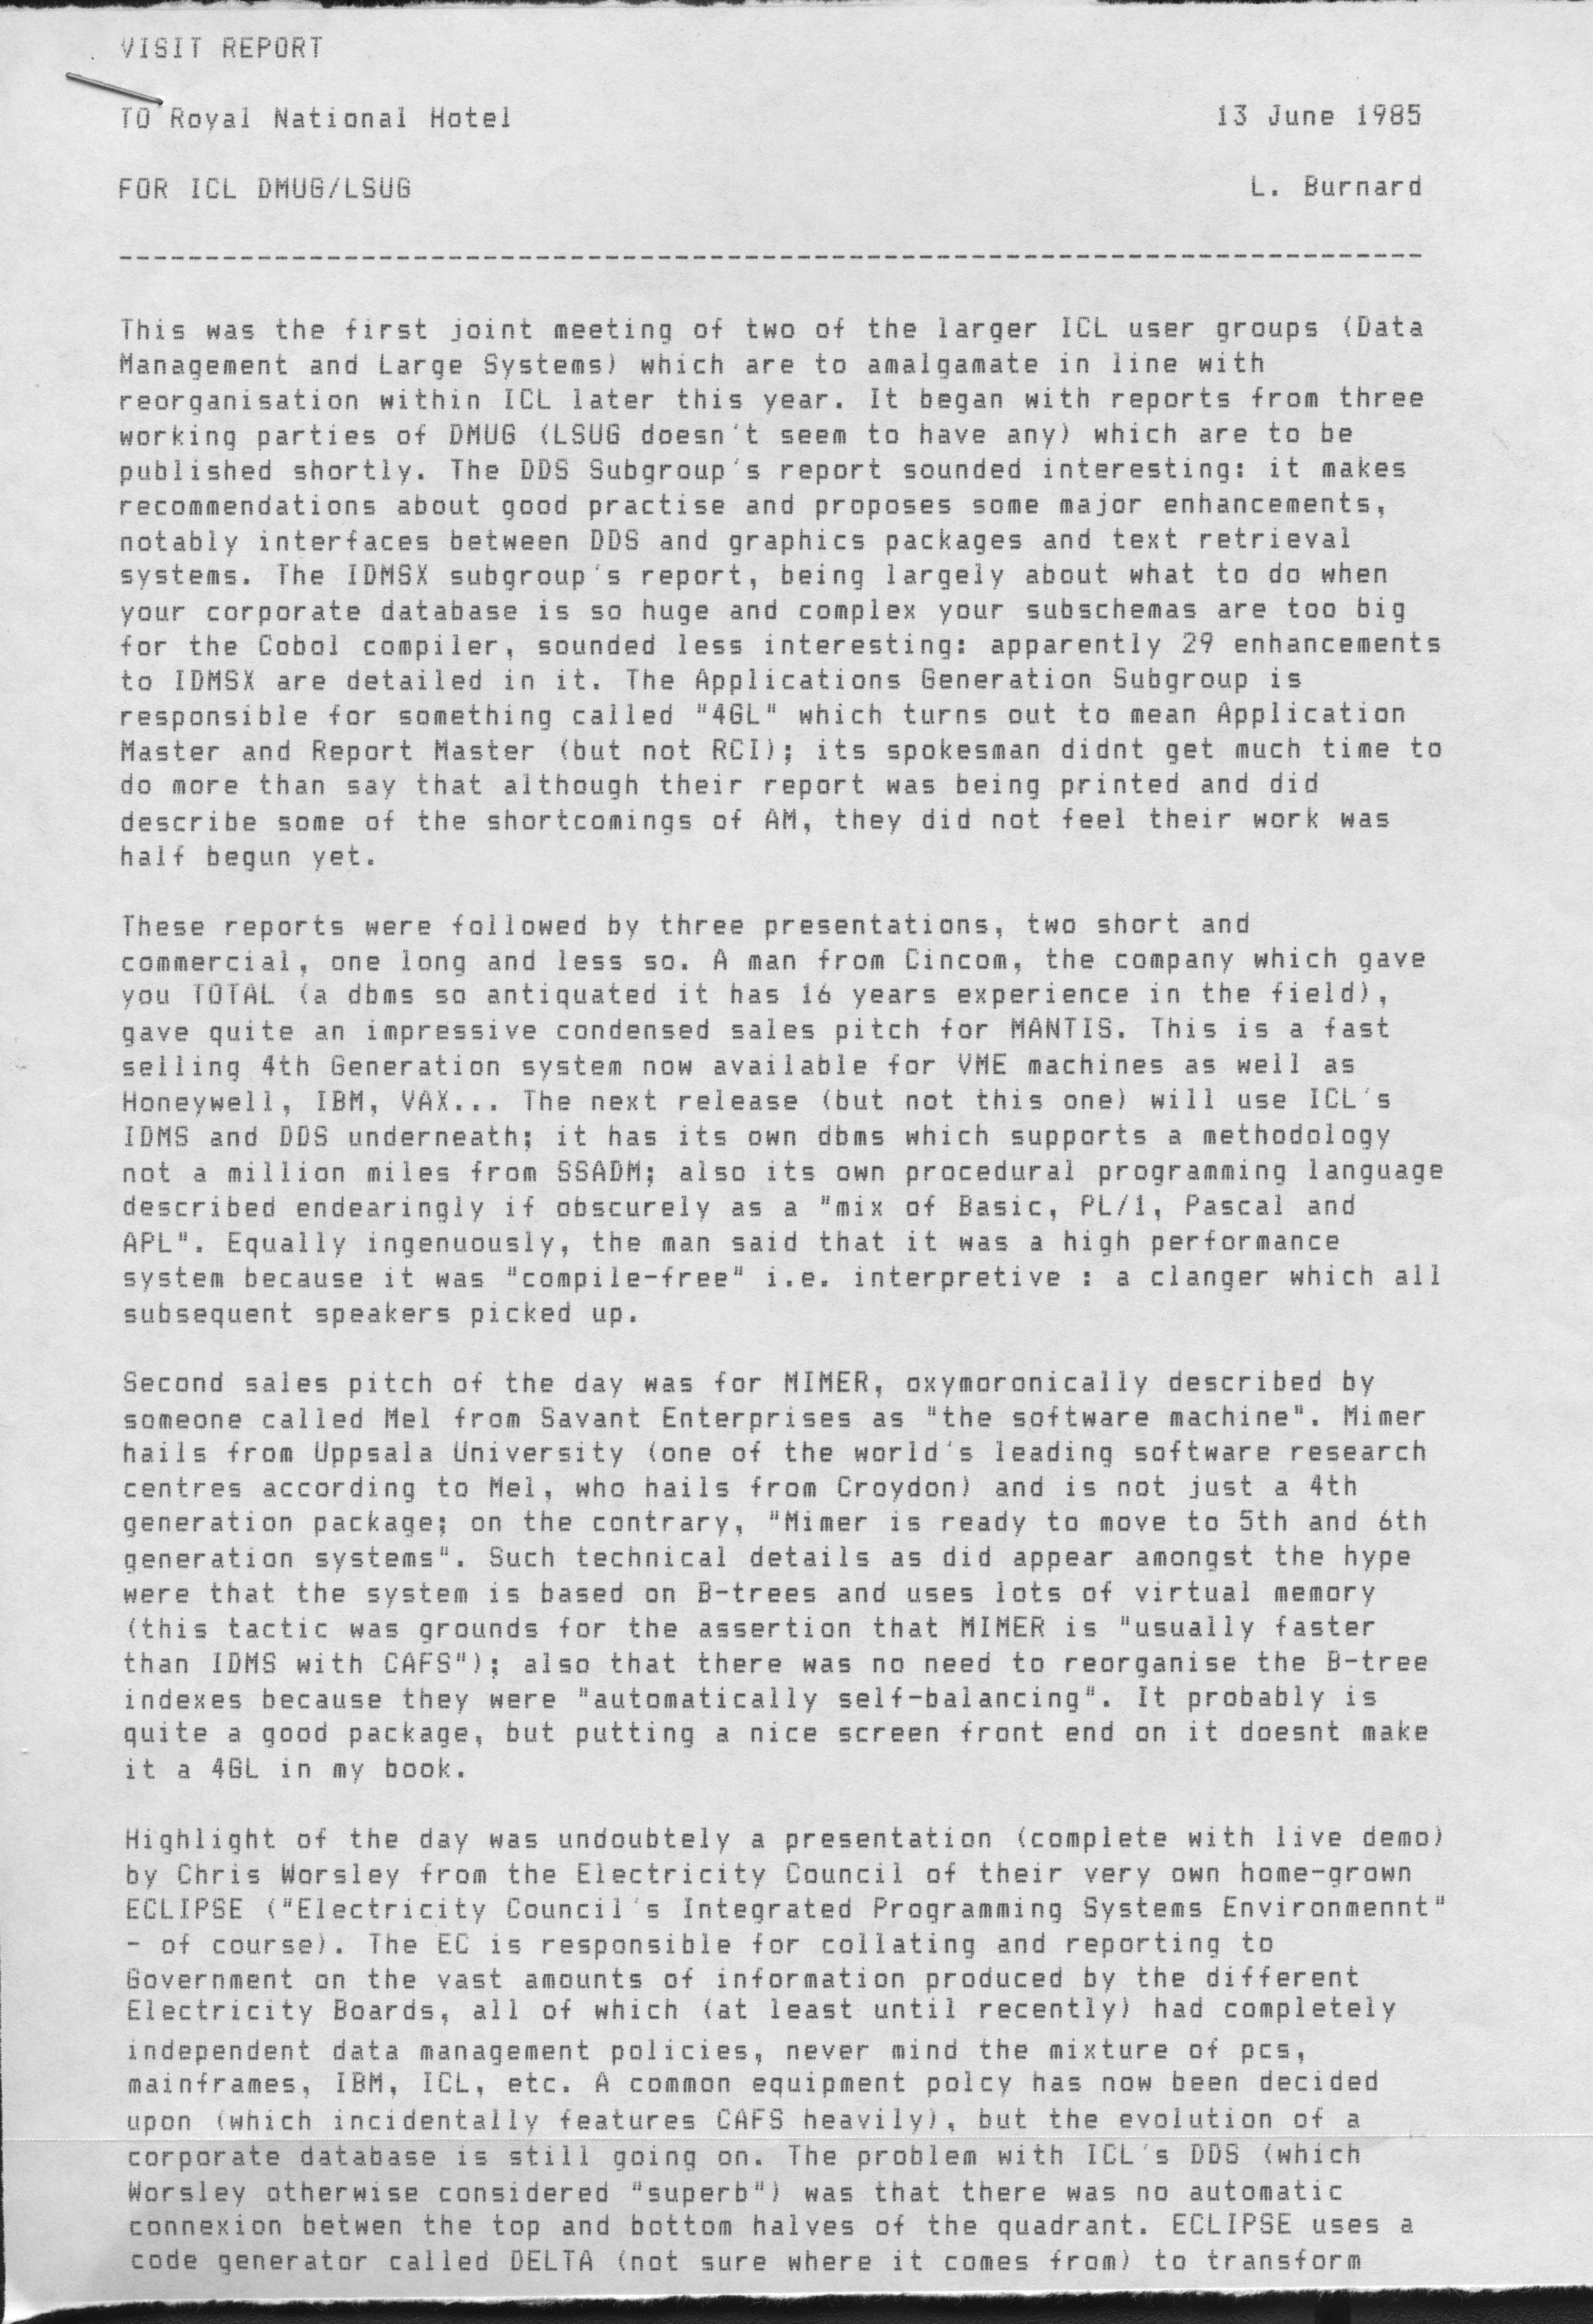 VISIT REPORT
TO Royal National Hotel 13 June 1985
FOR ICL DMUG/LSUG L. Burnard
---------------------------------------------------------------------------
This was the first joint meeting of two of the larger ICL user groups (Data
Management and Large Systems) which are to amalgamate in line with
reorganisation within ICL later this year. It began with reports from three
working parties of DMUG (LSUG doesn't seem to have any) which are to be
published shortly. The DDS Subgroup's report sounded interesting: it makes
recommendations about good practise and proposes some major enhancements,
notably interfaces between DDS and graphics packages and text retrieval
systems. The IDMSX subgroup's report, being largely about what to do when
your corporate database is so huge and complex your subschemas are too big
for the Cobol compiler, sounded less interesting: apparently 29 enhancements
to IDMSX are detailed in it. The Applications Generation Subgroup is
responsible for something called "4GL" which turns out to mean Application
Master and Report Master (but not RCI); its spokesman didnt get much time to
do more than say that although their report was being printed and did
describe some of the shortcomings of AM, they did not feel their work was
half begun yet.
These reports were followed by three presentations, two short and
commercial, one long and less so. A man from Cincom, the company which gave
you TOTAL (a dbms so antiquated it has 16 years experience in the field),
gave quite an impressive condensed sales pitch for MANTIS. This is a fast
selling 4th Generation system now available for VME machines as well as
Honeywell, IBM, VAX... The next release (but not this one) will use ICL's
IDMS and DDS underneath; it has its own dbms which supports a methodology
not a million miles from SSADM; also its own procedural programming language
described endearingly if obscurely as a "mix of Basic, PL/1, Pascal and
APL". Equally ingenuously, the man said that it was a high performance
system because it was "compile-free" i.e. interpretive : a clanger which all
subsequent speakers picked up.
Second sales pitch of the day was for MIMER, oxymoronically described by
someone called Mel from Savant Enterprises as "the software machine". Mimer
hails from Uppsala University (one of the world's leading software research
centres according to Mel, who hails from Croydon) and is not just a 4th
generation package; on the contrary, "Mimer is ready to move to 5th and 6th
generation systems". Such technical details as did appear amongst the hype
were that the system is based on B-trees and uses lots of virtual memory
(this tactic was grounds for the assertion that MIMER is "usually faster
than IDMS with CAFS"); also that there was no need to reorganise the B-tree
indexes because they were "automatically self-balancing". It probably is
quite a good package, but putting a nice screen front end on it doesnt make
it a 4GL in my book.
Highlight of the day was undoubtely a presentation (complete with live demo)
by Chris Worsley from the Electricity Council of their very own home-grown
ECLIPSE ("Electricity Council's Integrated Programming Systems Environmennt"
- of course). The EC is responsible for collating and reporting to
Government on the vast amounts of information produced by the different
Electricity Boards, all of which (at least until recently) had completely
independent data management policies, never mind the mixture of pcs,
mainframes, IBM, ICL, etc. A common equipment polcy has now been decided
upon (which incidentally features CAFS heavily), but the evolution of a
corporate database is still going on. The problem with ICL's DDS (which
Worsley otherwise considered "superb") was that there was no automatic
connexion betwen the top and bottom halves of the quadrant. ECLIPSE uses a
code generator called DELTA (not sure where it comes from) to transform